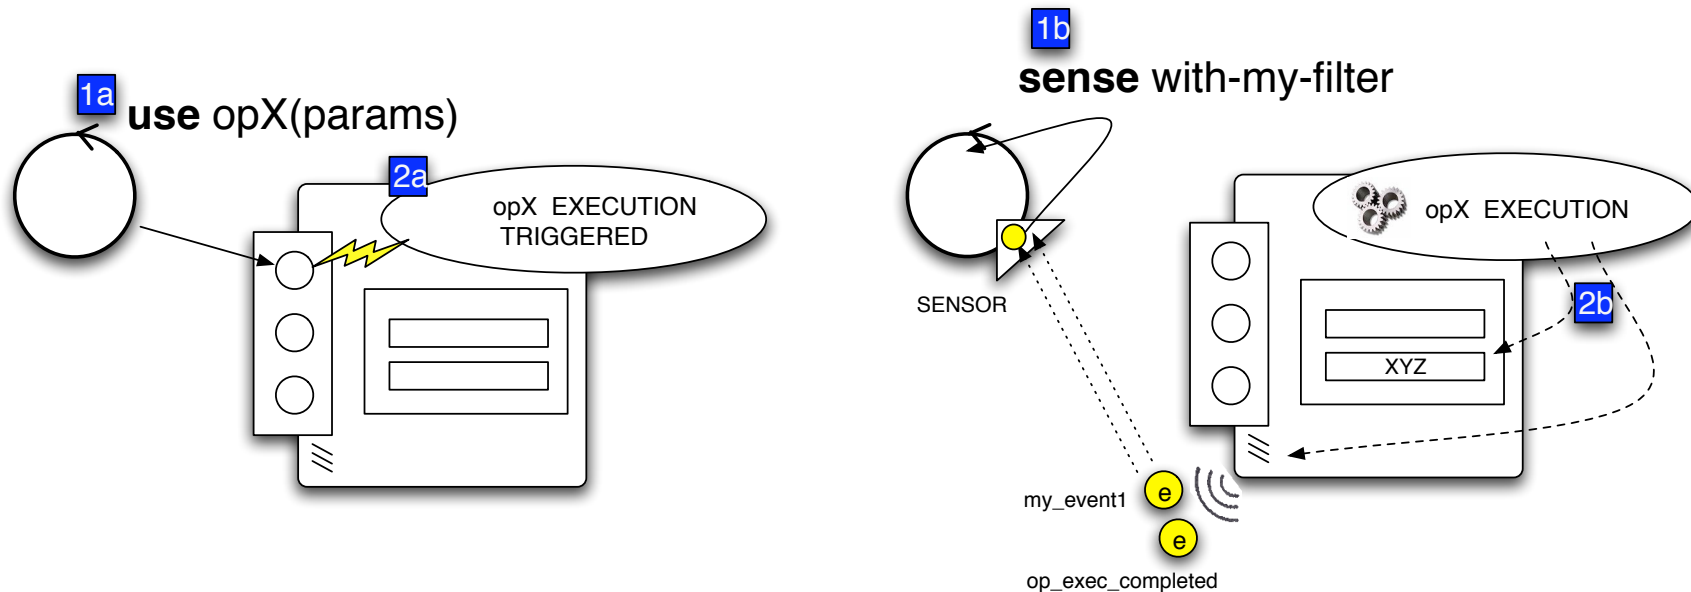 1a
use opX(params)
2a
opX EXECUTION
TRIGGERED
1b
sense with-my-filter
SENSOR
opX EXECUTION
2b
XYZ
my_event1
e
e
op_exec_completed